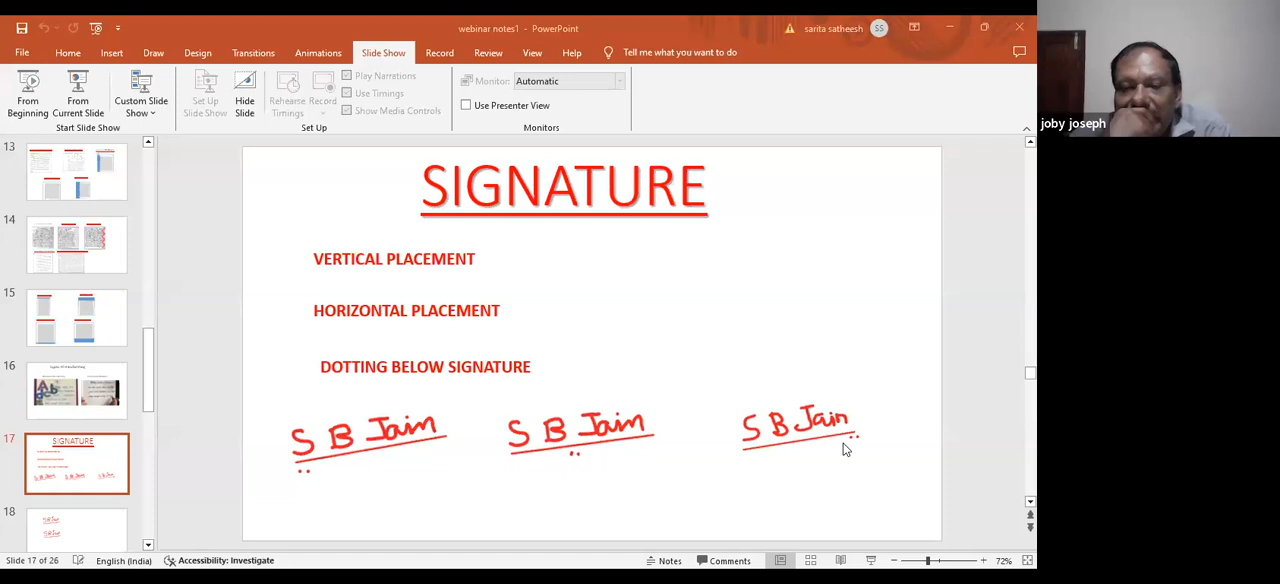 webinar notes1 - PowerPoint
sarita satheesh SS
File Home Insert Draw Design Transitions Animations Slide Show Record Review View Help Tell me what you want to do
From Beginning
From Current Slide
Custom Slide Show
Start Slide Show
Set Up Slide Show
Hide Slide
Rehearse Timings
Record
Play Narrations
Use Timings
Show Media Controls
Set Up
Monitor: Automatic
Use Presenter View
Monitors
joby joseph
13
14
15
16
17
SIGNATURE
18
SIGNATURE
VERTICAL PLACEMENT
HORIZONTAL PLACEMENT
DOTTING BELOW SIGNATURE
S B Jain S B Jain S B Jain
Slide 17 of 26 English (India) Accessibility: Investigate Notes Comments 72%